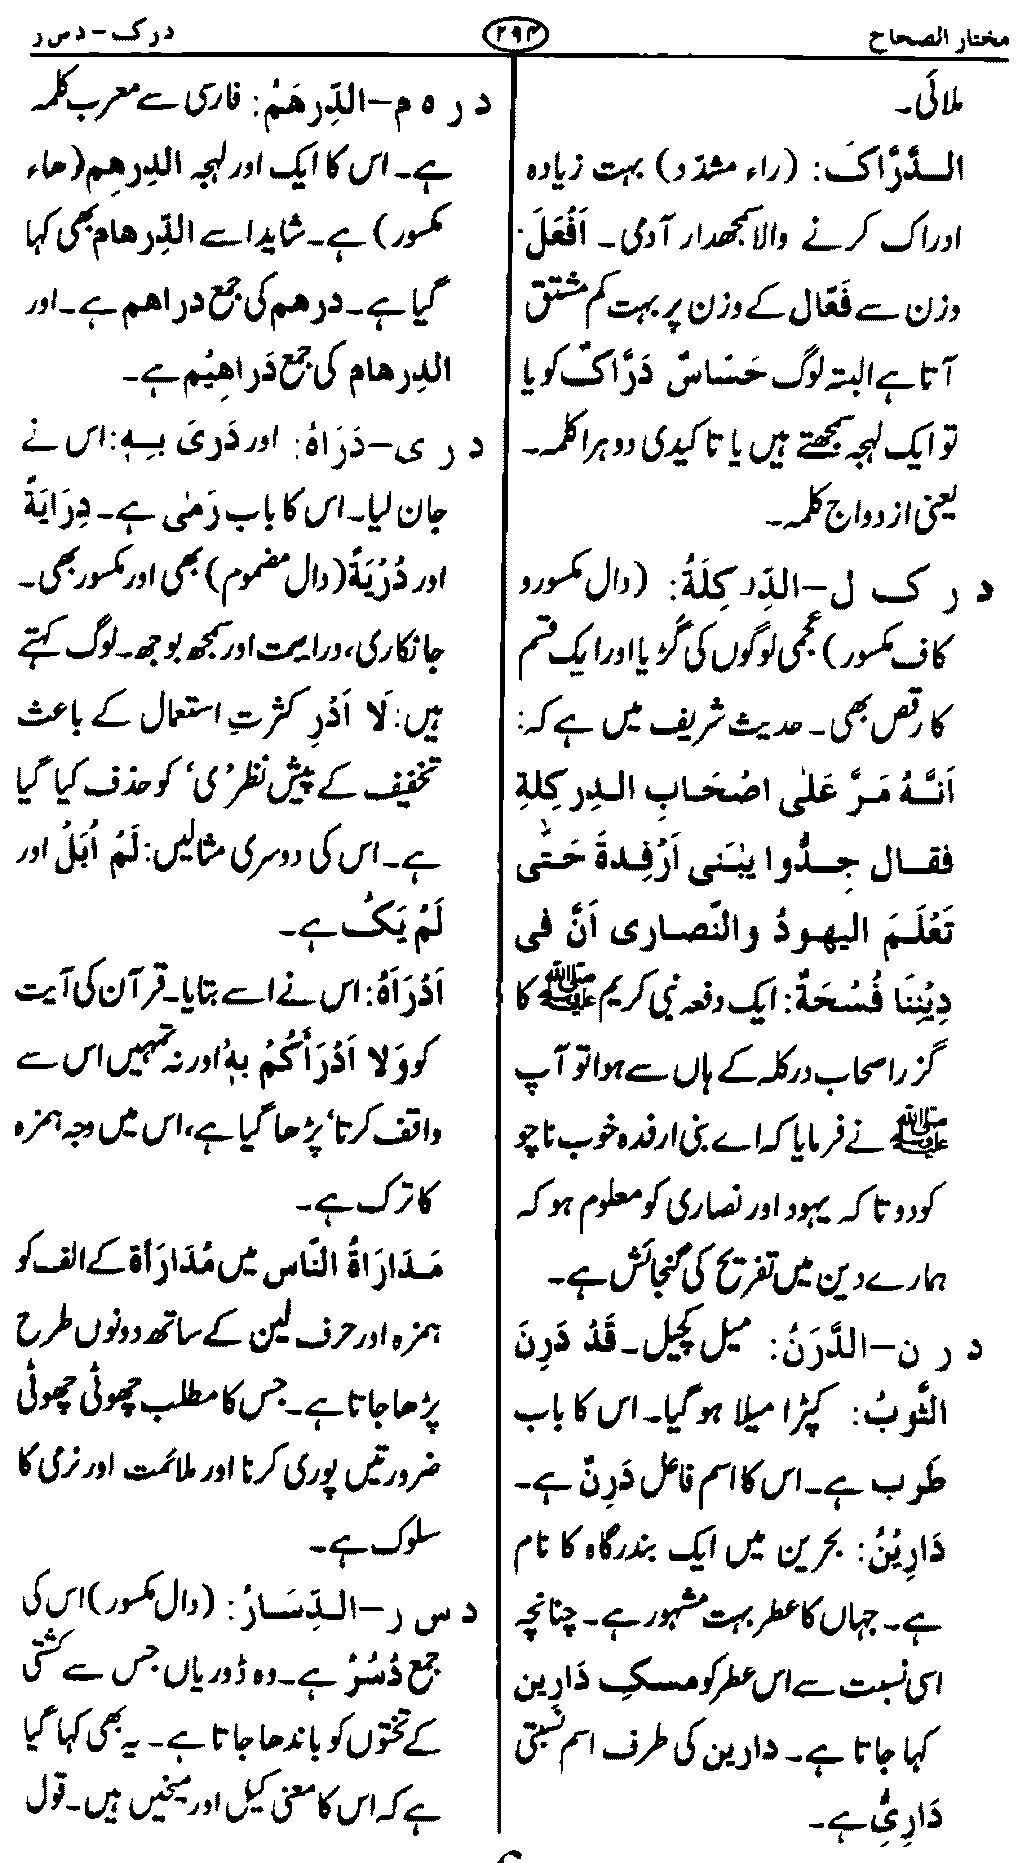 مختار الصحاح
۲۹۴
درک - دس ر
ملائی۔
الدَّرَّاکُ: (راء مشدّد) بہت زیادہ
ادراک کرنے والا سمجھدار آدمی۔ اَفْعَلَ
وزن سے فَعَّال کے وزن پر بہت کم مشتق
آتا ہے البتہ لوگ حَسَّاسٌ دَرَّاکٌ کو یا
تو ایک لہجہ سمجھتے ہیں یا تاکیدی دوہرا کلمہ۔
یعنی ازدواج کلمہ۔
د ر ک ل - الدِّرْکِلَةُ: (دال مکسور و
کاف مکسور) عجمی لوگوں کی گڑیا اور ایک قسم
کا رقص بھی۔ حدیث شریف میں ہے کہ:
اَنَّهُ مَرَّ عَلٰی اصْحَابِ الدِرکِلةِ
فقال جِدُّوا یٰبَنی اَرْفِدةَ حَتّٰی
تَعْلَمَ الیهودُ والنَّصاری اَنَّ فی
دِیْنِنَا فُسْحَةٌ: ایک دفعہ نبی کریم ﷺ کا
گزر اصحاب درکلہ کے ہاں سے ہوا تو آپ
ﷺ نے فرمایا کہ اے بنی ارفدہ خوب ناچو
کودو تا کہ یہود اور نصاری کو معلوم ہو کہ
ہمارے دین میں تفریح کی گنجائش ہے۔
د ر ن - الدَّرَنُ: میل کچیل۔ قَدْ دَرِنَ
الثَّوبُ: کپڑا میلا ہو گیا۔ اس کا باب
طَرِب ہے۔ اس کا اسم فاعل دَرِنٌ ہے۔
دَارِیْنُ: بحرین میں ایک بندرگاہ کا نام
ہے۔ جہاں کا عطر بہت مشہور ہے۔ چنانچہ
اسی نسبت سے اس عطر کو مسکِ دَارِین
کہا جاتا ہے۔ دارین کی طرف اسم نسبتی
دَارِیٌّ ہے۔
د ر ه م - الدِّرهَمُ: فارسی سے معرب کلمہ
ہے۔ اس کا ایک اور لہجہ الدِرهِم (هاء
مکسور) ہے۔ شاید اسے الدِّرهام بھی کہا
گیا ہے۔ درهم کی جمع دراهم ہے۔ اور
الدِرهام کی جمع دَراهِیْم ہے۔
د ر ی - دَرَاهُ: اور دَرَیَ بِهٖ: اس نے
جان لیا۔ اس کا باب رَمٰی ہے۔ دِرَایَةً
اور دُرْیَةً (دال مضموم) بھی اور مکسور بھی۔
جانکاری، درایت اور سمجھ بوجھ۔ لوگ کہتے
ہیں: لَا اَدْرِ کثرتِ استعمال کے باعث
تخفیف کے پیش نظر 'ی' کو حذف کیا گیا
ہے۔ اس کی دوسری مثالیں: لَمْ اُبَلْ اور
لَمْ یَکُ ہے۔
اَدْرَاهُ: اس نے اسے بتایا۔ قرآن کی آیت
کو وَلَا اَدْرَأَکُمْ بِهٖ' اور نہ تمہیں اس سے
واقف کرتا' پڑھا گیا ہے، اس میں وجہ ہمزہ
کا ترک ہے۔
مَدَارَاةُ النَّاس میں مُدَارَأة کے الف کو
ہمزہ اور حرف لین کے ساتھ دونوں طرح
پڑھا جاتا ہے۔ جس کا مطلب چھوٹی چھوٹی
ضرورتیں پوری کرنا اور ملائمت اور نرمی کا
سلوک ہے۔
د س ر - الدِّسَارُ: (دال مکسور) اس کی
جمع دُسُرٌ ہے۔ وہ ڈوریاں جس سے کشتی
کے تختوں کو باندھا جاتا ہے۔ یہ بھی کہا گیا
ہے کہ اس کا معنی کیل اور میخیں ہیں۔ قول